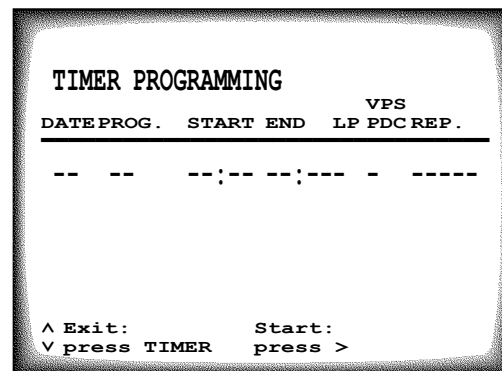 TIMER PROGRAMMING
VPS
DATE PROG. START END LP PDC REP.
-- -- --:-- --:--- - -----
^ Exit: Start:
v press TIMER press >